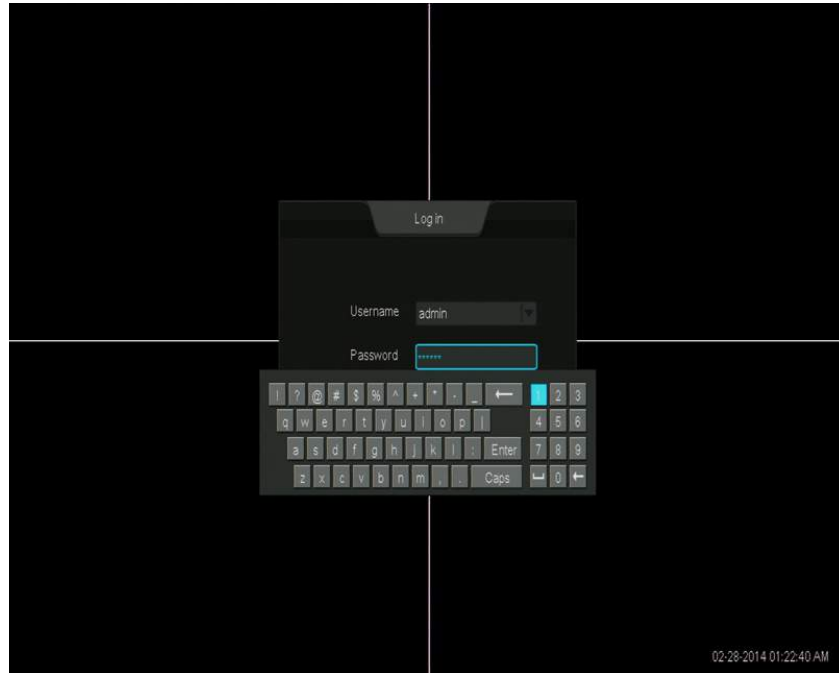 Log in
Username admin
Password ******
! ? @ # $ % ^ + * - _ ← 1 2 3
q w e r t y u i o p | 4 5 6
a s d f g h j k l : Enter 7 8 9
z x c v b n m , . Caps ⎵ 0 ←
02-28-2014 01:22:40 AM